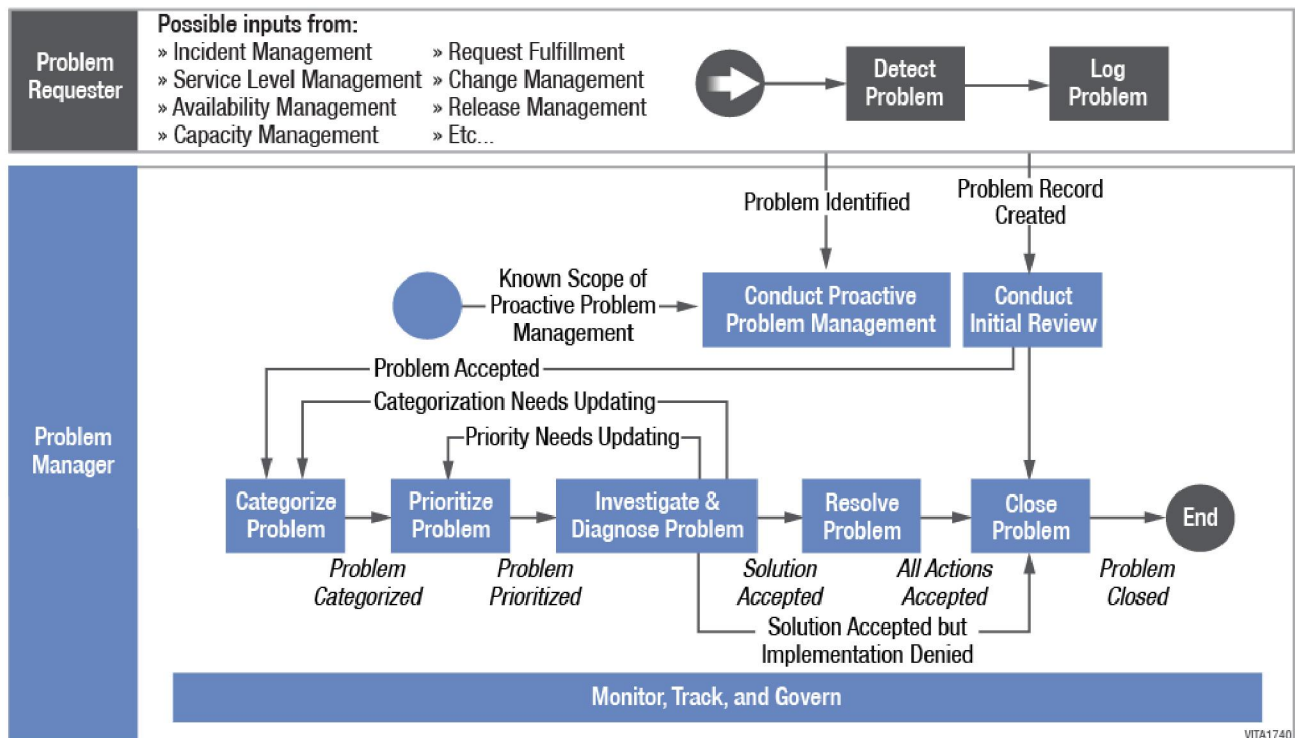 Problem
Requester
Possible inputs from:
» Incident Management
» Service Level Management
» Availability Management
» Capacity Management
» Request Fulfillment
» Change Management
» Release Management
» Etc...
Detect
Problem
Log
Problem
Problem
Manager
Problem Identified
Problem Record
Created
Known Scope of
Proactive Problem
Management
Conduct Proactive
Problem Management
Conduct
Initial Review
Problem Accepted
Categorization Needs Updating
Priority Needs Updating
Categorize
Problem
Prioritize
Problem
Investigate &
Diagnose Problem
Resolve
Problem
Close
Problem
End
Problem
Categorized
Problem
Prioritized
Solution
Accepted
All Actions
Accepted
Problem
Closed
Solution Accepted but
Implementation Denied
Monitor, Track, and Govern
VITA1740